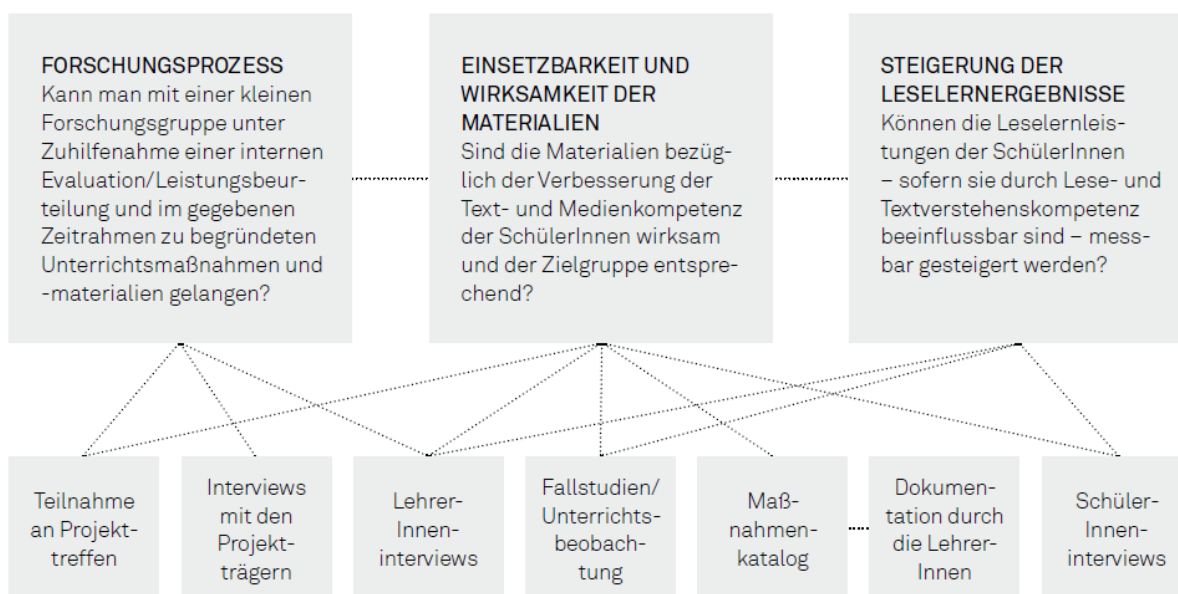 FORSCHUNGSPROZESS
Kann man mit einer kleinen
Forschungsgruppe unter
Zuhilfenahme einer internen
Evaluation/Leistungsbeur-
teilung und im gegebenen
Zeitrahmen zu begründeten
Unterrichtsmaßnahmen und
-materialien gelangen?
EINSETZBARKEIT UND
WIRKSAMKEIT DER
MATERIALIEN
Sind die Materialien bezüg-
lich der Verbesserung der
Text- und Medienkompetenz
der SchülerInnen wirksam
und der Zielgruppe entspre-
chend?
STEIGERUNG DER
LESELERNERGEBNISSE
Können die Leselernleis-
tungen der SchülerInnen
– sofern sie durch Lese- und
Textverstehenskompetenz
beeinflussbar sind – mess-
bar gesteigert werden?
Teilnahme
an Projekt-
treffen
Interviews
mit den
Projekt-
trägern
Lehrer-
Innen-
interviews
Fallstudien/
Unterrichts-
beobach-
tung
Maß-
nahmen-
katalog
Dokumen-
tation durch
die Lehrer-
Innen
Schüler-
Innen-
interviews